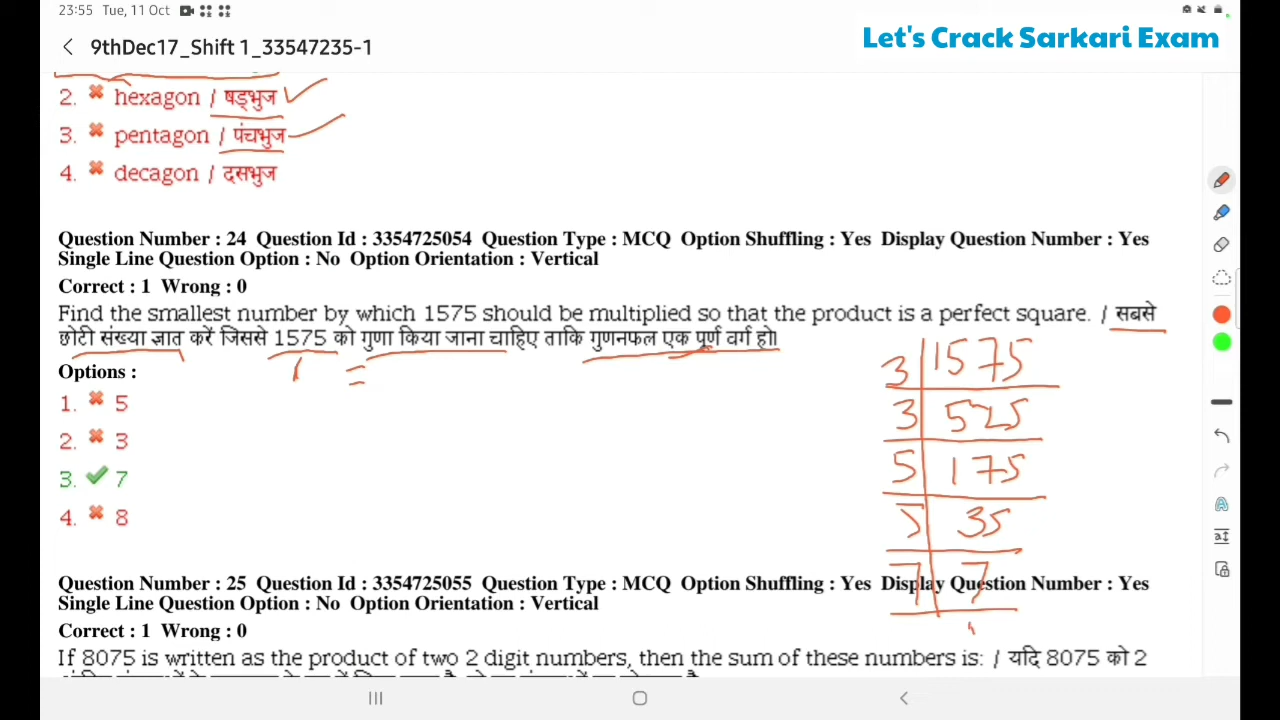 23:55 Tue, 11 Oct
Let's Crack Sarkari Exam
9thDec17_Shift 1_33547235-1
2. hexagon / षड्भुज
3. pentagon / पंचभुज
4. decagon / दसभुज
Question Number : 24 Question Id : 3354725054 Question Type : MCQ Option Shuffling : Yes Display Question Number : Yes
Single Line Question Option : No Option Orientation : Vertical
Correct : 1 Wrong : 0
Find the smallest number by which 1575 should be multiplied so that the product is a perfect square. / सबसे
छोटी संख्या ज्ञात करें जिससे 1575 को गुणा किया जाना चाहिए ताकि गुणनफल एक पूर्ण वर्ग हो।
Options :
1. 5
2. 3
3. 7
4. 8
3 1575
3 525
5 175
5 35
7 7
Question Number : 25 Question Id : 3354725055 Question Type : MCQ Option Shuffling : Yes Display Question Number : Yes
Single Line Question Option : No Option Orientation : Vertical
Correct : 1 Wrong : 0
If 8075 is written as the product of two 2 digit numbers, then the sum of these numbers is: / यदि 8075 को 2